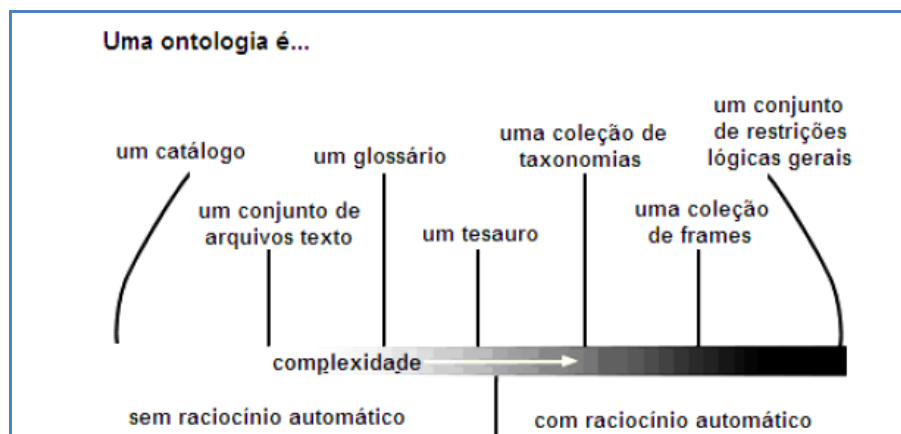 Uma ontologia é...
um catálogo
um conjunto de
arquivos texto
um glossário
um tesauro
uma coleção de
taxonomias
uma coleção
de frames
um conjunto
de restrições
lógicas gerais
complexidade
sem raciocínio automático
com raciocínio automático